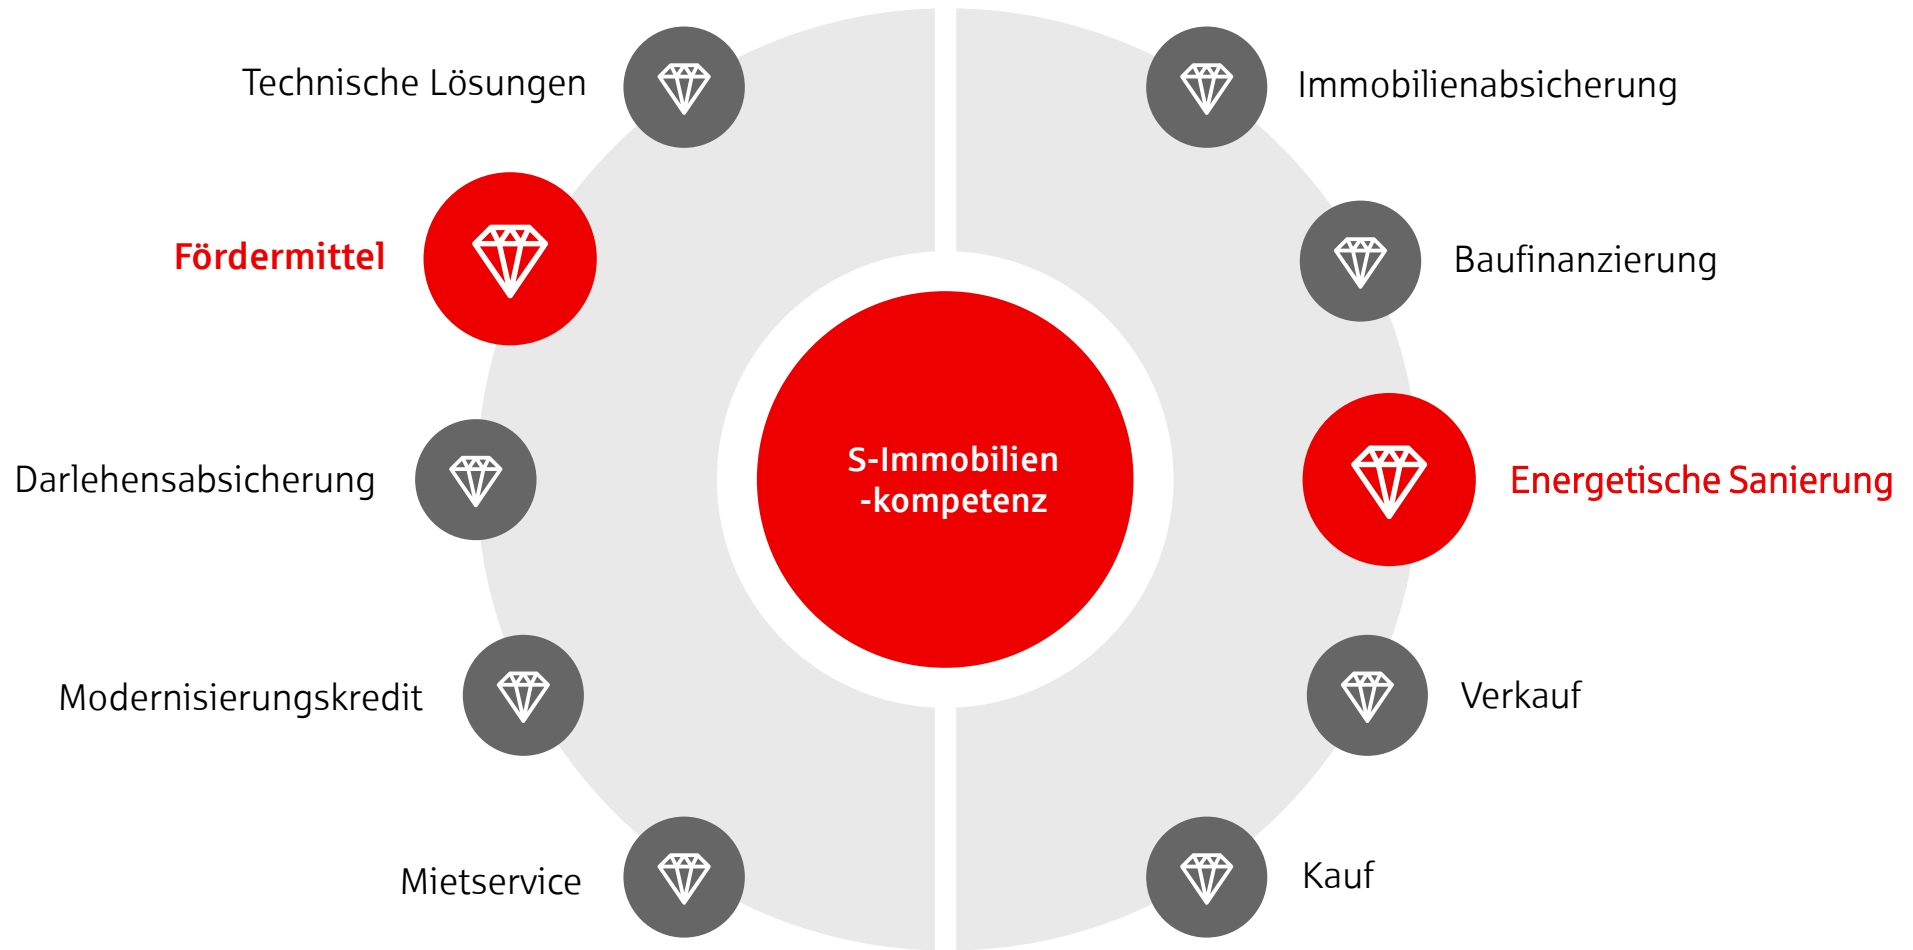 Technische Lösungen
Immobilienabsicherung
Fördermittel
Baufinanzierung
Darlehensabsicherung
S-Immobilien
-kompetenz
Energetische Sanierung
Modernisierungskredit
Verkauf
Mietservice
Kauf